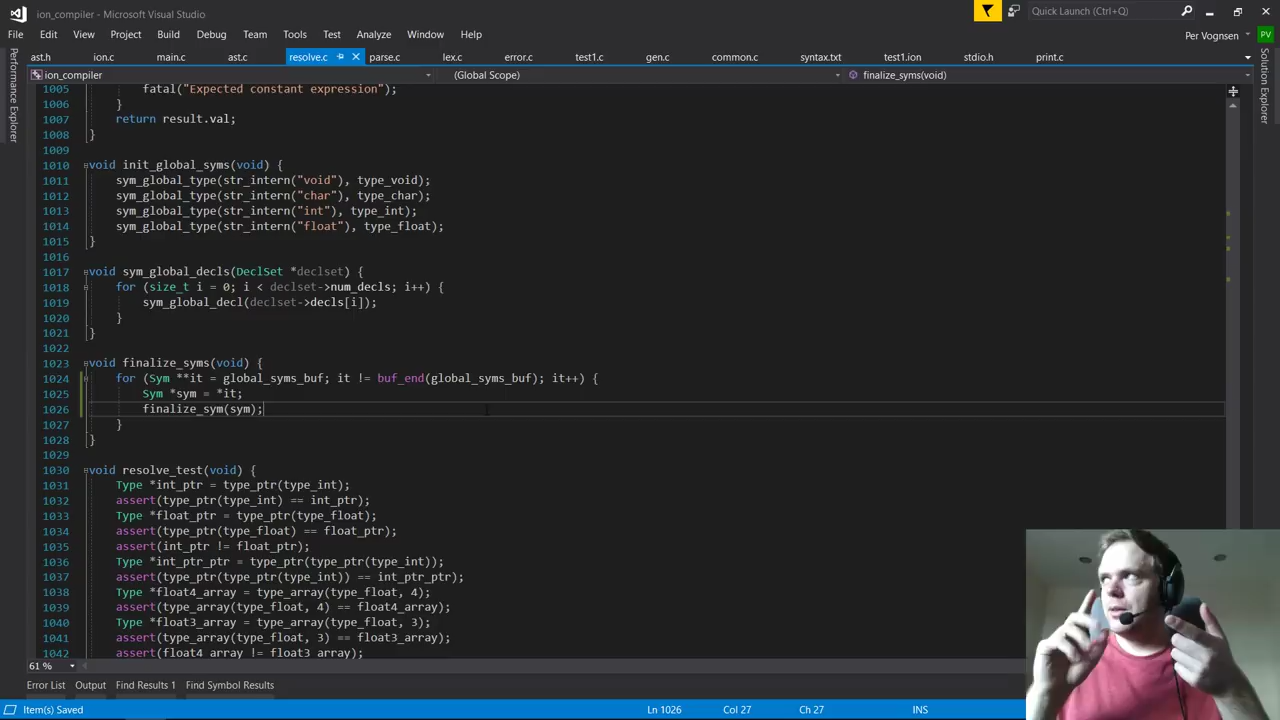 ion_compiler - Microsoft Visual Studio
Quick Launch (Ctrl+Q)
File Edit View Project Build Debug Team Tools Test Analyze Window Help
Per Vognsen PV
ast.h ion.c main.c ast.c resolve.c parse.c lex.c error.c test1.c gen.c common.c syntax.txt test1.ion stdio.h print.c
ion_compiler (Global Scope) finalize_syms(void)
Performance Explorer
Solution Explorer
1005 fatal("Expected constant expression");
1006 }
1007 return result.val;
1008 }
1009
1010 void init_global_syms(void) {
1011 sym_global_type(str_intern("void"), type_void);
1012 sym_global_type(str_intern("char"), type_char);
1013 sym_global_type(str_intern("int"), type_int);
1014 sym_global_type(str_intern("float"), type_float);
1015 }
1016
1017 void sym_global_decls(DeclSet *declset) {
1018 for (size_t i = 0; i < declset->num_decls; i++) {
1019 sym_global_decl(declset->decls[i]);
1020 }
1021 }
1022
1023 void finalize_syms(void) {
1024 for (Sym **it = global_syms_buf; it != buf_end(global_syms_buf); it++) {
1025 Sym *sym = *it;
1026 finalize_sym(sym);
1027 }
1028 }
1029
1030 void resolve_test(void) {
1031 Type *int_ptr = type_ptr(type_int);
1032 assert(type_ptr(type_int) == int_ptr);
1033 Type *float_ptr = type_ptr(type_float);
1034 assert(type_ptr(type_float) == float_ptr);
1035 assert(int_ptr != float_ptr);
1036 Type *int_ptr_ptr = type_ptr(type_ptr(type_int));
1037 assert(type_ptr(type_ptr(type_int)) == int_ptr_ptr);
1038 Type *float4_array = type_array(type_float, 4);
1039 assert(type_array(type_float, 4) == float4_array);
1040 Type *float3_array = type_array(type_float, 3);
1041 assert(type_array(type_float, 3) == float3_array);
1042 assert(float4_array != float3_array);
61 %
Error List Output Find Results 1 Find Symbol Results
Item(s) Saved Ln 1026 Col 27 Ch 27 INS